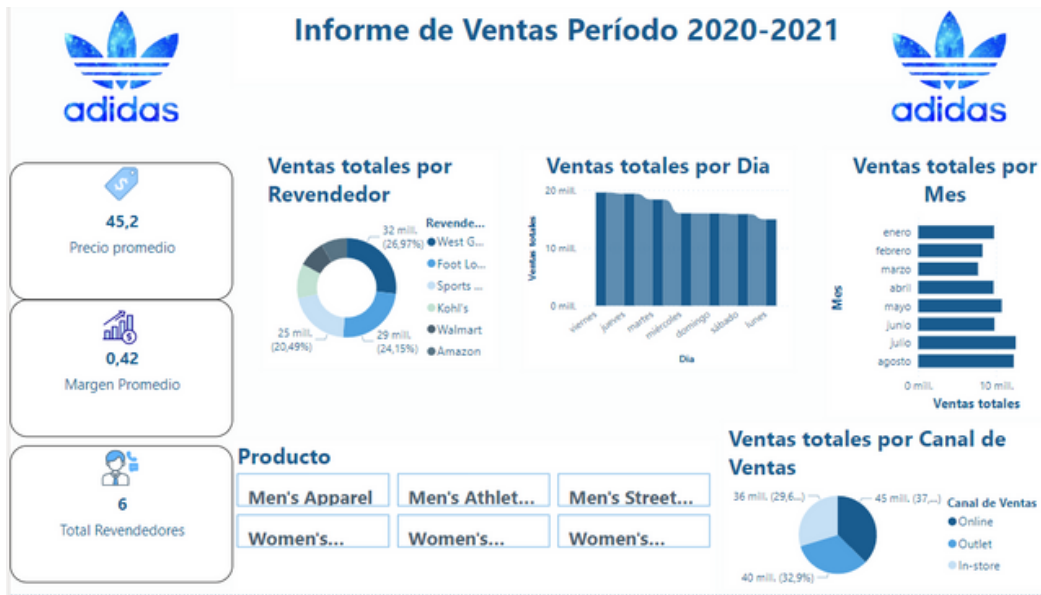 Informe de Ventas Período 2020-2021
adidas
adidas
45,2
Precio promedio
0,42
Margen Promedio
6
Total Revendedores
Ventas totales por
Revendedor
32 mill.
(26,97%)
25 mill.
(20,49%)
29 mill.
(24,15%)
Revende...
West G...
Foot Lo...
Sports ...
Kohl's
Walmart
Amazon
Ventas totales por Dia
Ventas totales
20 mill.
10 mill.
0 mill.
viernes
jueves
martes
miércoles
domingo
sábado
lunes
Dia
Ventas totales por
Mes
Mes
enero
febrero
marzo
abril
mayo
junio
julio
agosto
0 mill.
10 mill.
Ventas totales
Producto
Men's Apparel
Men's Athlet...
Men's Street...
Women's...
Women's...
Women's...
Ventas totales por Canal de
Ventas
36 mill. (29,6...)
45 mill. (37,...)
40 mill. (32,9%)
Canal de Ventas
Online
Outlet
In-store